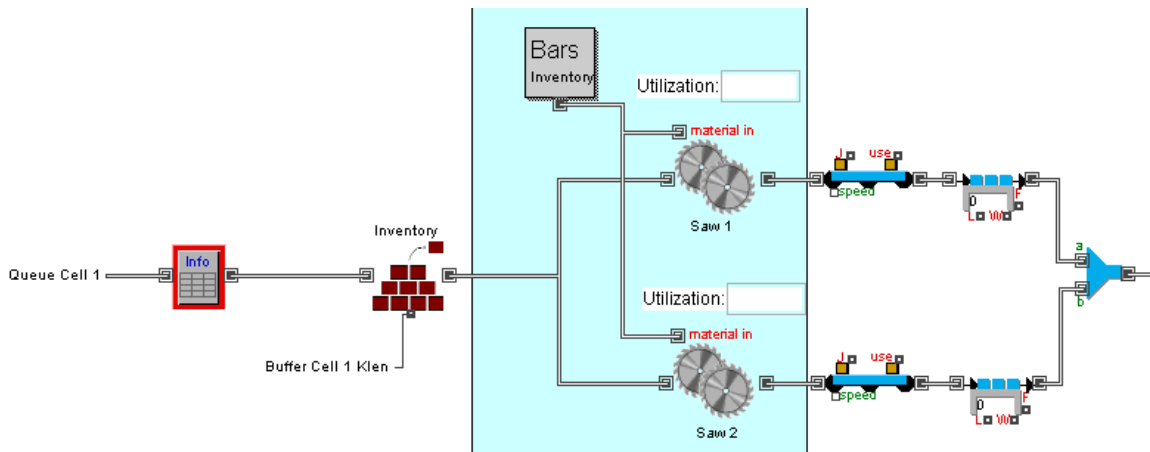 Bars
Inventory
Utilization:
material in
J use
speed
0
F
L W
Saw 1
Inventory
Info
Queue Cell 1
a
b
Buffer Cell 1 Klen
Utilization:
material in
J use
speed
0
F
L W
Saw 2